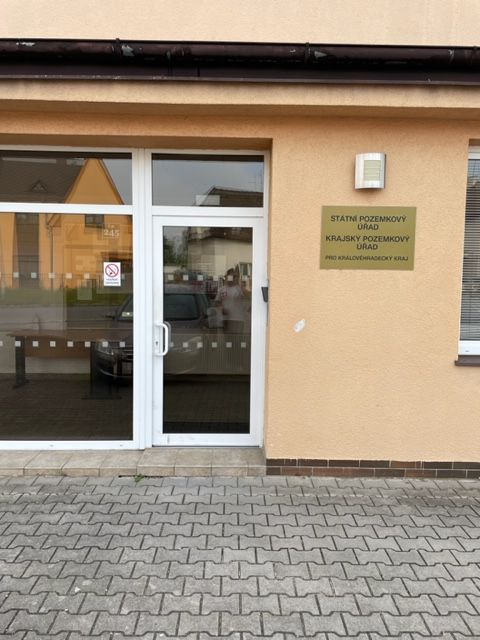 243
STÁTNÍ POZEMKOVÝ
ÚŘAD
KRAJSKÝ POZEMKOVÝ
ÚŘAD
PRO KRÁLOVÉHRADECKÝ KRAJ